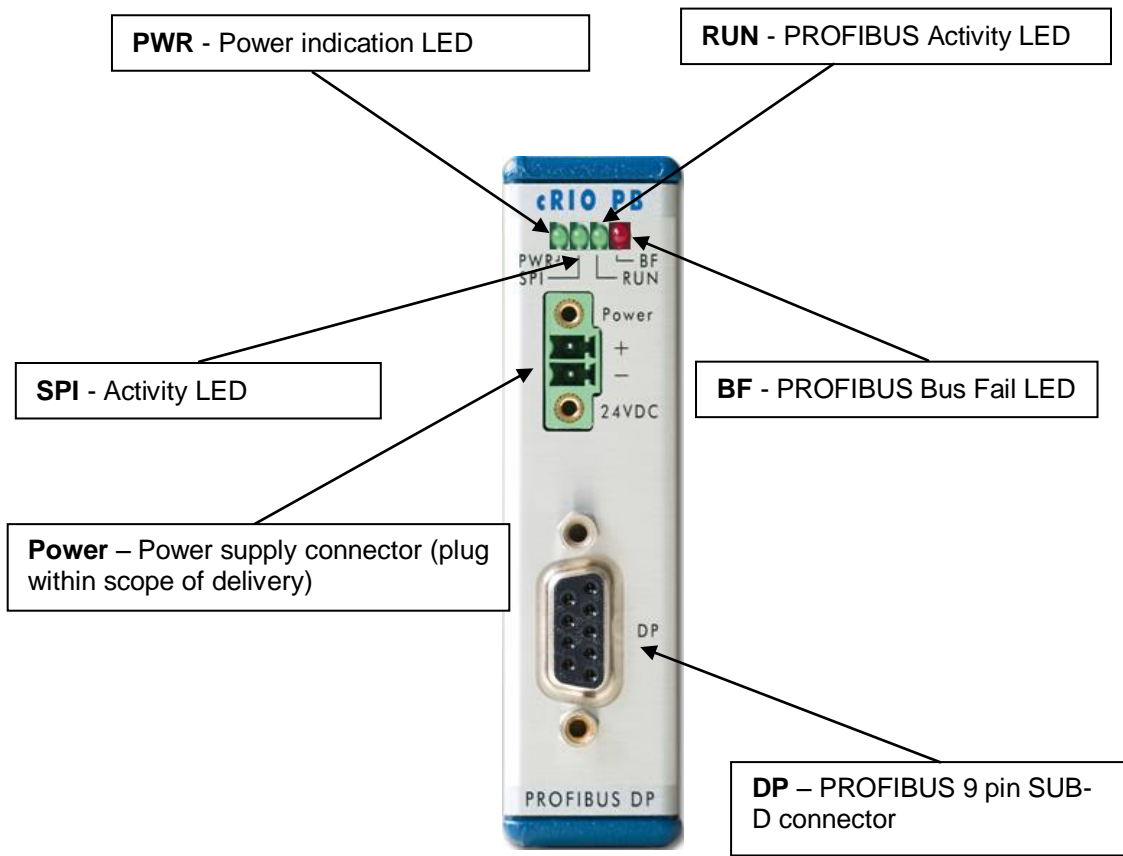 PWR - Power indication LED
RUN - PROFIBUS Activity LED
cRIO PB
PWR
BF
SPI
RUN
Power
+
–
24VDC
SPI - Activity LED
BF - PROFIBUS Bus Fail LED
Power – Power supply connector (plug
within scope of delivery)
DP
DP – PROFIBUS 9 pin SUB-
D connector
PROFIBUS DP